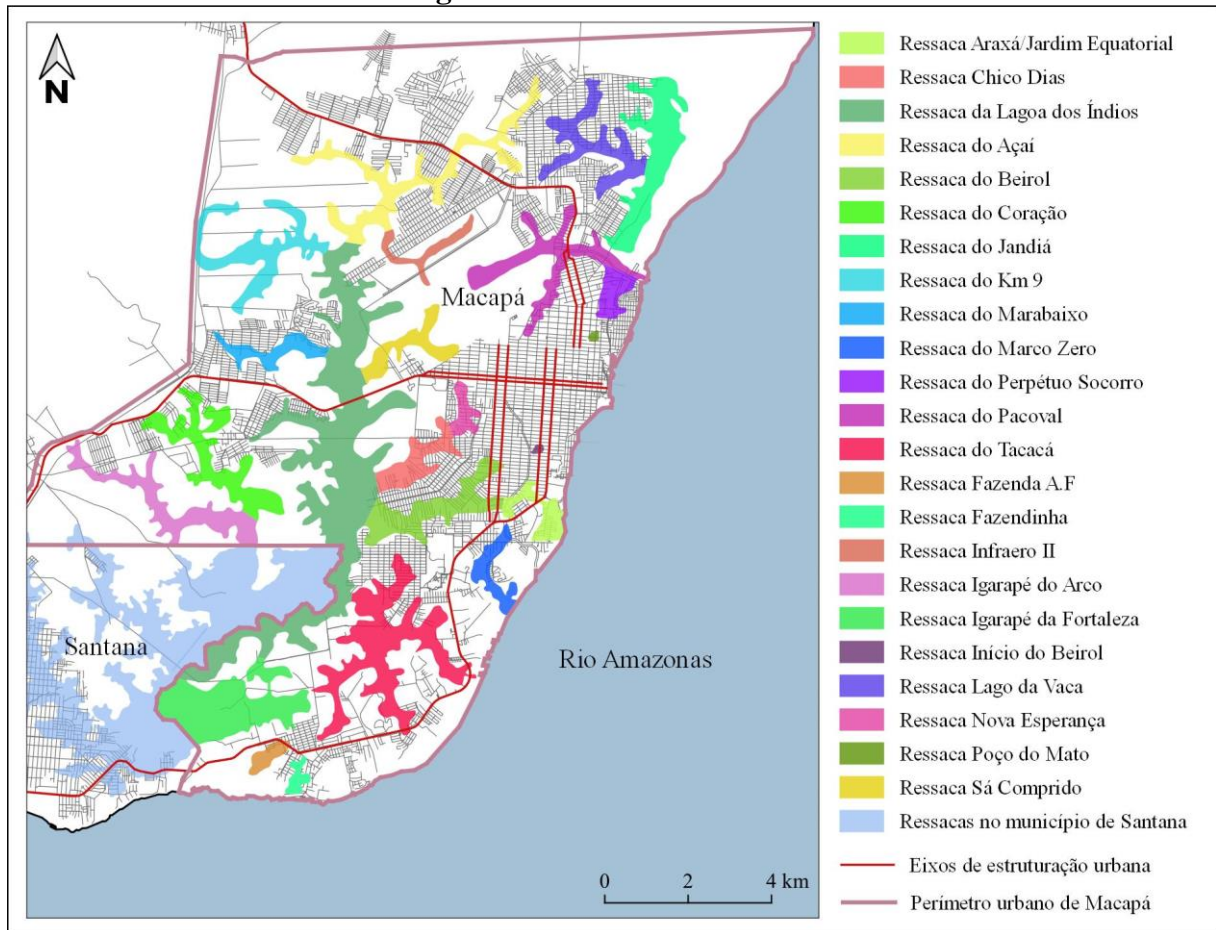 N
Macapá
Santana
Rio Amazonas
0 2 4 km
Ressaca Araxá/Jardim Equatorial
Ressaca Chico Dias
Ressaca da Lagoa dos Índios
Ressaca do Açaí
Ressaca do Beirol
Ressaca do Coração
Ressaca do Jandiá
Ressaca do Km 9
Ressaca do Marabaixo
Ressaca do Marco Zero
Ressaca do Perpétuo Socorro
Ressaca do Pacoval
Ressaca do Tacacá
Ressaca Fazenda A.F
Ressaca Fazendinha
Ressaca Infraero II
Ressaca Igarapé do Arco
Ressaca Igarapé da Fortaleza
Ressaca Início do Beirol
Ressaca Lago da Vaca
Ressaca Nova Esperança
Ressaca Poço do Mato
Ressaca Sá Comprido
Ressacas no município de Santana
Eixos de estruturação urbana
Perímetro urbano de Macapá